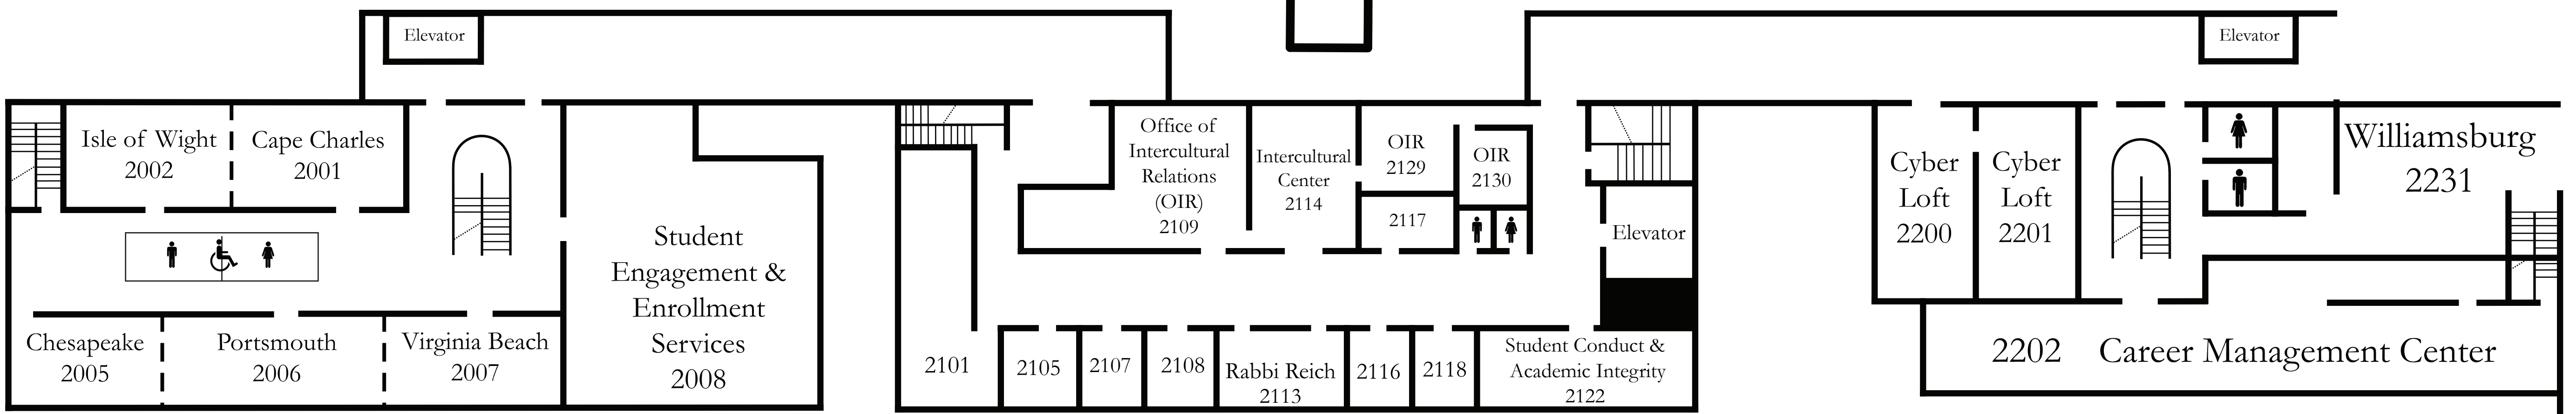 Elevator
Isle of Wight
2002
Cape Charles
2001
Chesapeake
2005
Portsmouth
2006
Virginia Beach
2007
Student
Engagement &
Enrollment
Services
2008
Office of
Intercultural
Relations
(OIR)
2109
Intercultural
Center
2114
OIR
2129
OIR
2130
2117
Elevator
2101
2105
2107
2108
Rabbi Reich
2113
2116
2118
Student Conduct &
Academic Integrity
2122
Elevator
Cyber
Loft
2200
Cyber
Loft
2201
Williamsburg
2231
2202 Career Management Center